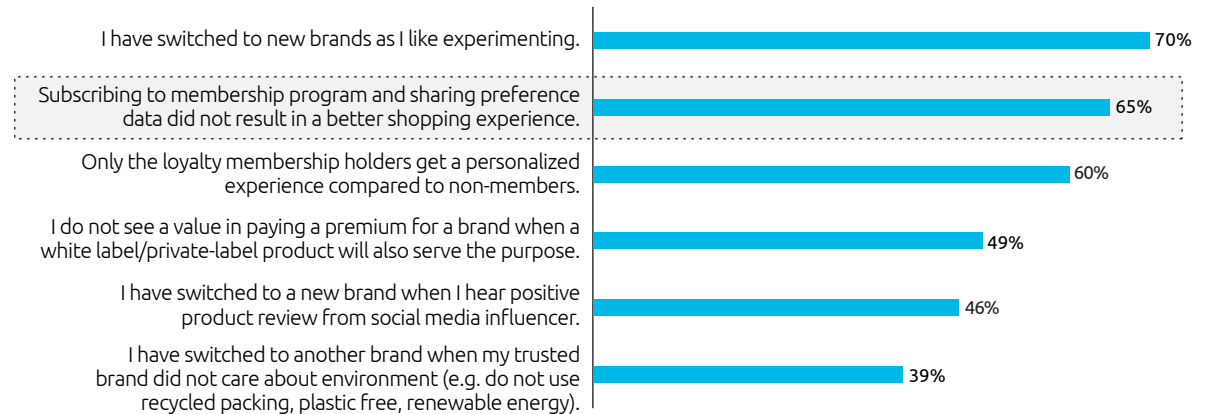 I have switched to new brands as I like experimenting.
70%
Subscribing to membership program and sharing preference
data did not result in a better shopping experience.
65%
Only the loyalty membership holders get a personalized
experience compared to non-members.
60%
I do not see a value in paying a premium for a brand when a
white label/private-label product will also serve the purpose.
49%
I have switched to a new brand when I hear positive
product review from social media influencer.
46%
I have switched to another brand when my trusted
brand did not care about environment (e.g. do not use
recycled packing, plastic free, renewable energy).
39%